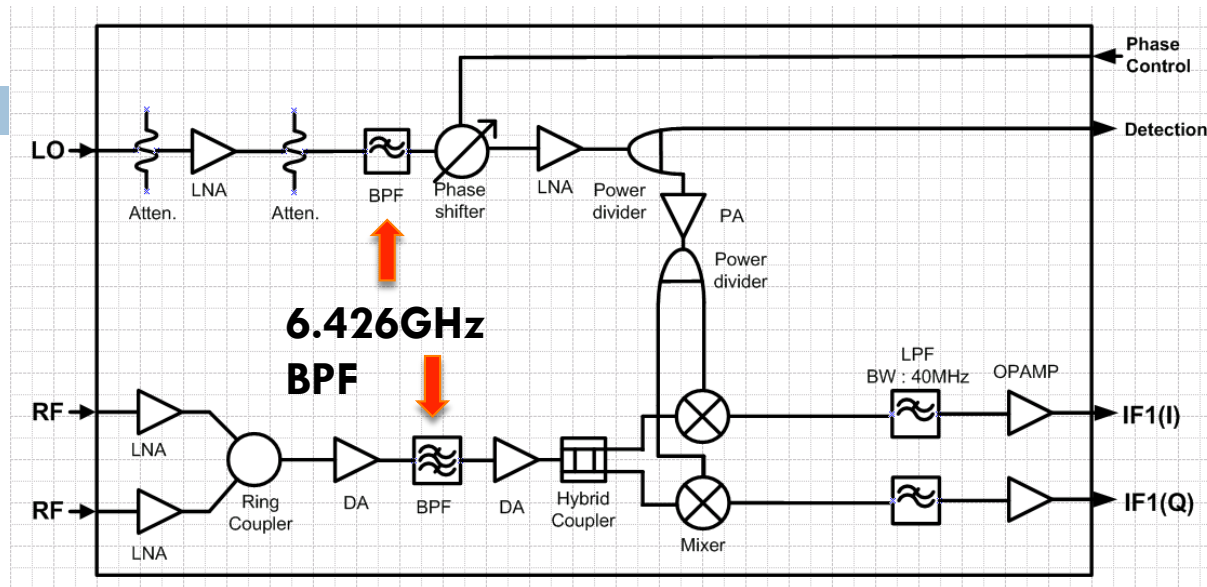 Phase
Control
Detection
LO
LNA
Atten.
Atten.
BPF
Phase
shifter
LNA
Power
divider
PA
Power
divider
6.426GHz
BPF
LPF
BW : 40MHz
OPAMP
RF
LNA
IF1(I)
Ring
Coupler
DA
BPF
DA
Hybrid
Coupler
RF
LNA
Mixer
IF1(Q)